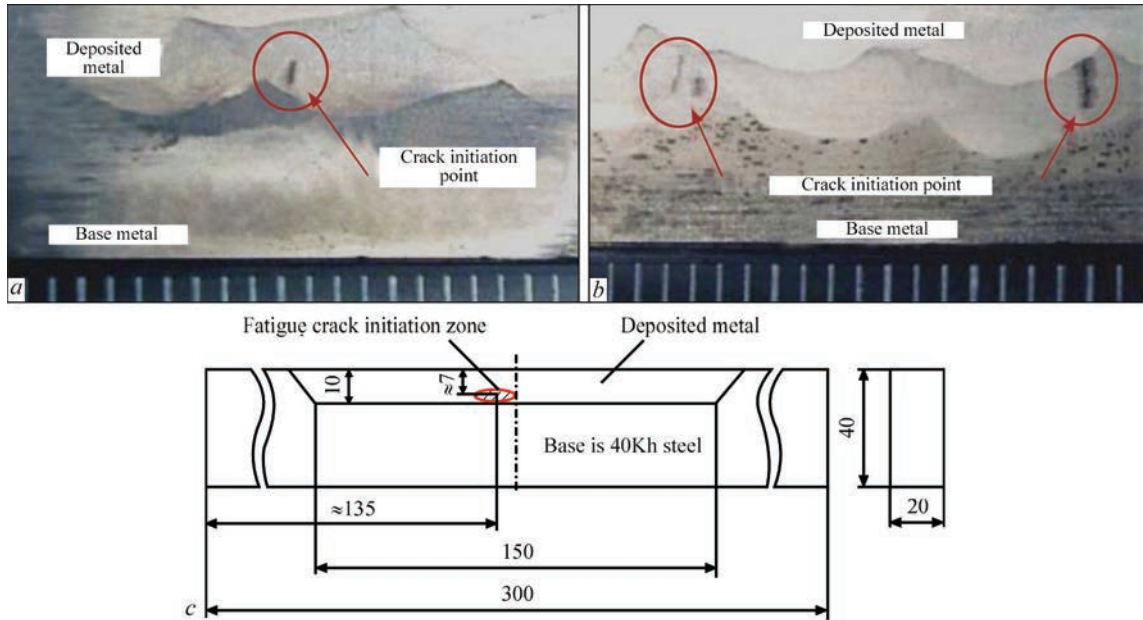 Deposited
metal
Crack initiation
point
Base metal
a
Deposited metal
Crack initiation point
Base metal
b
Fatigue crack initiation zone
Deposited metal
10
≈7
Base is 40Kh steel
40
20
≈135
150
300
c